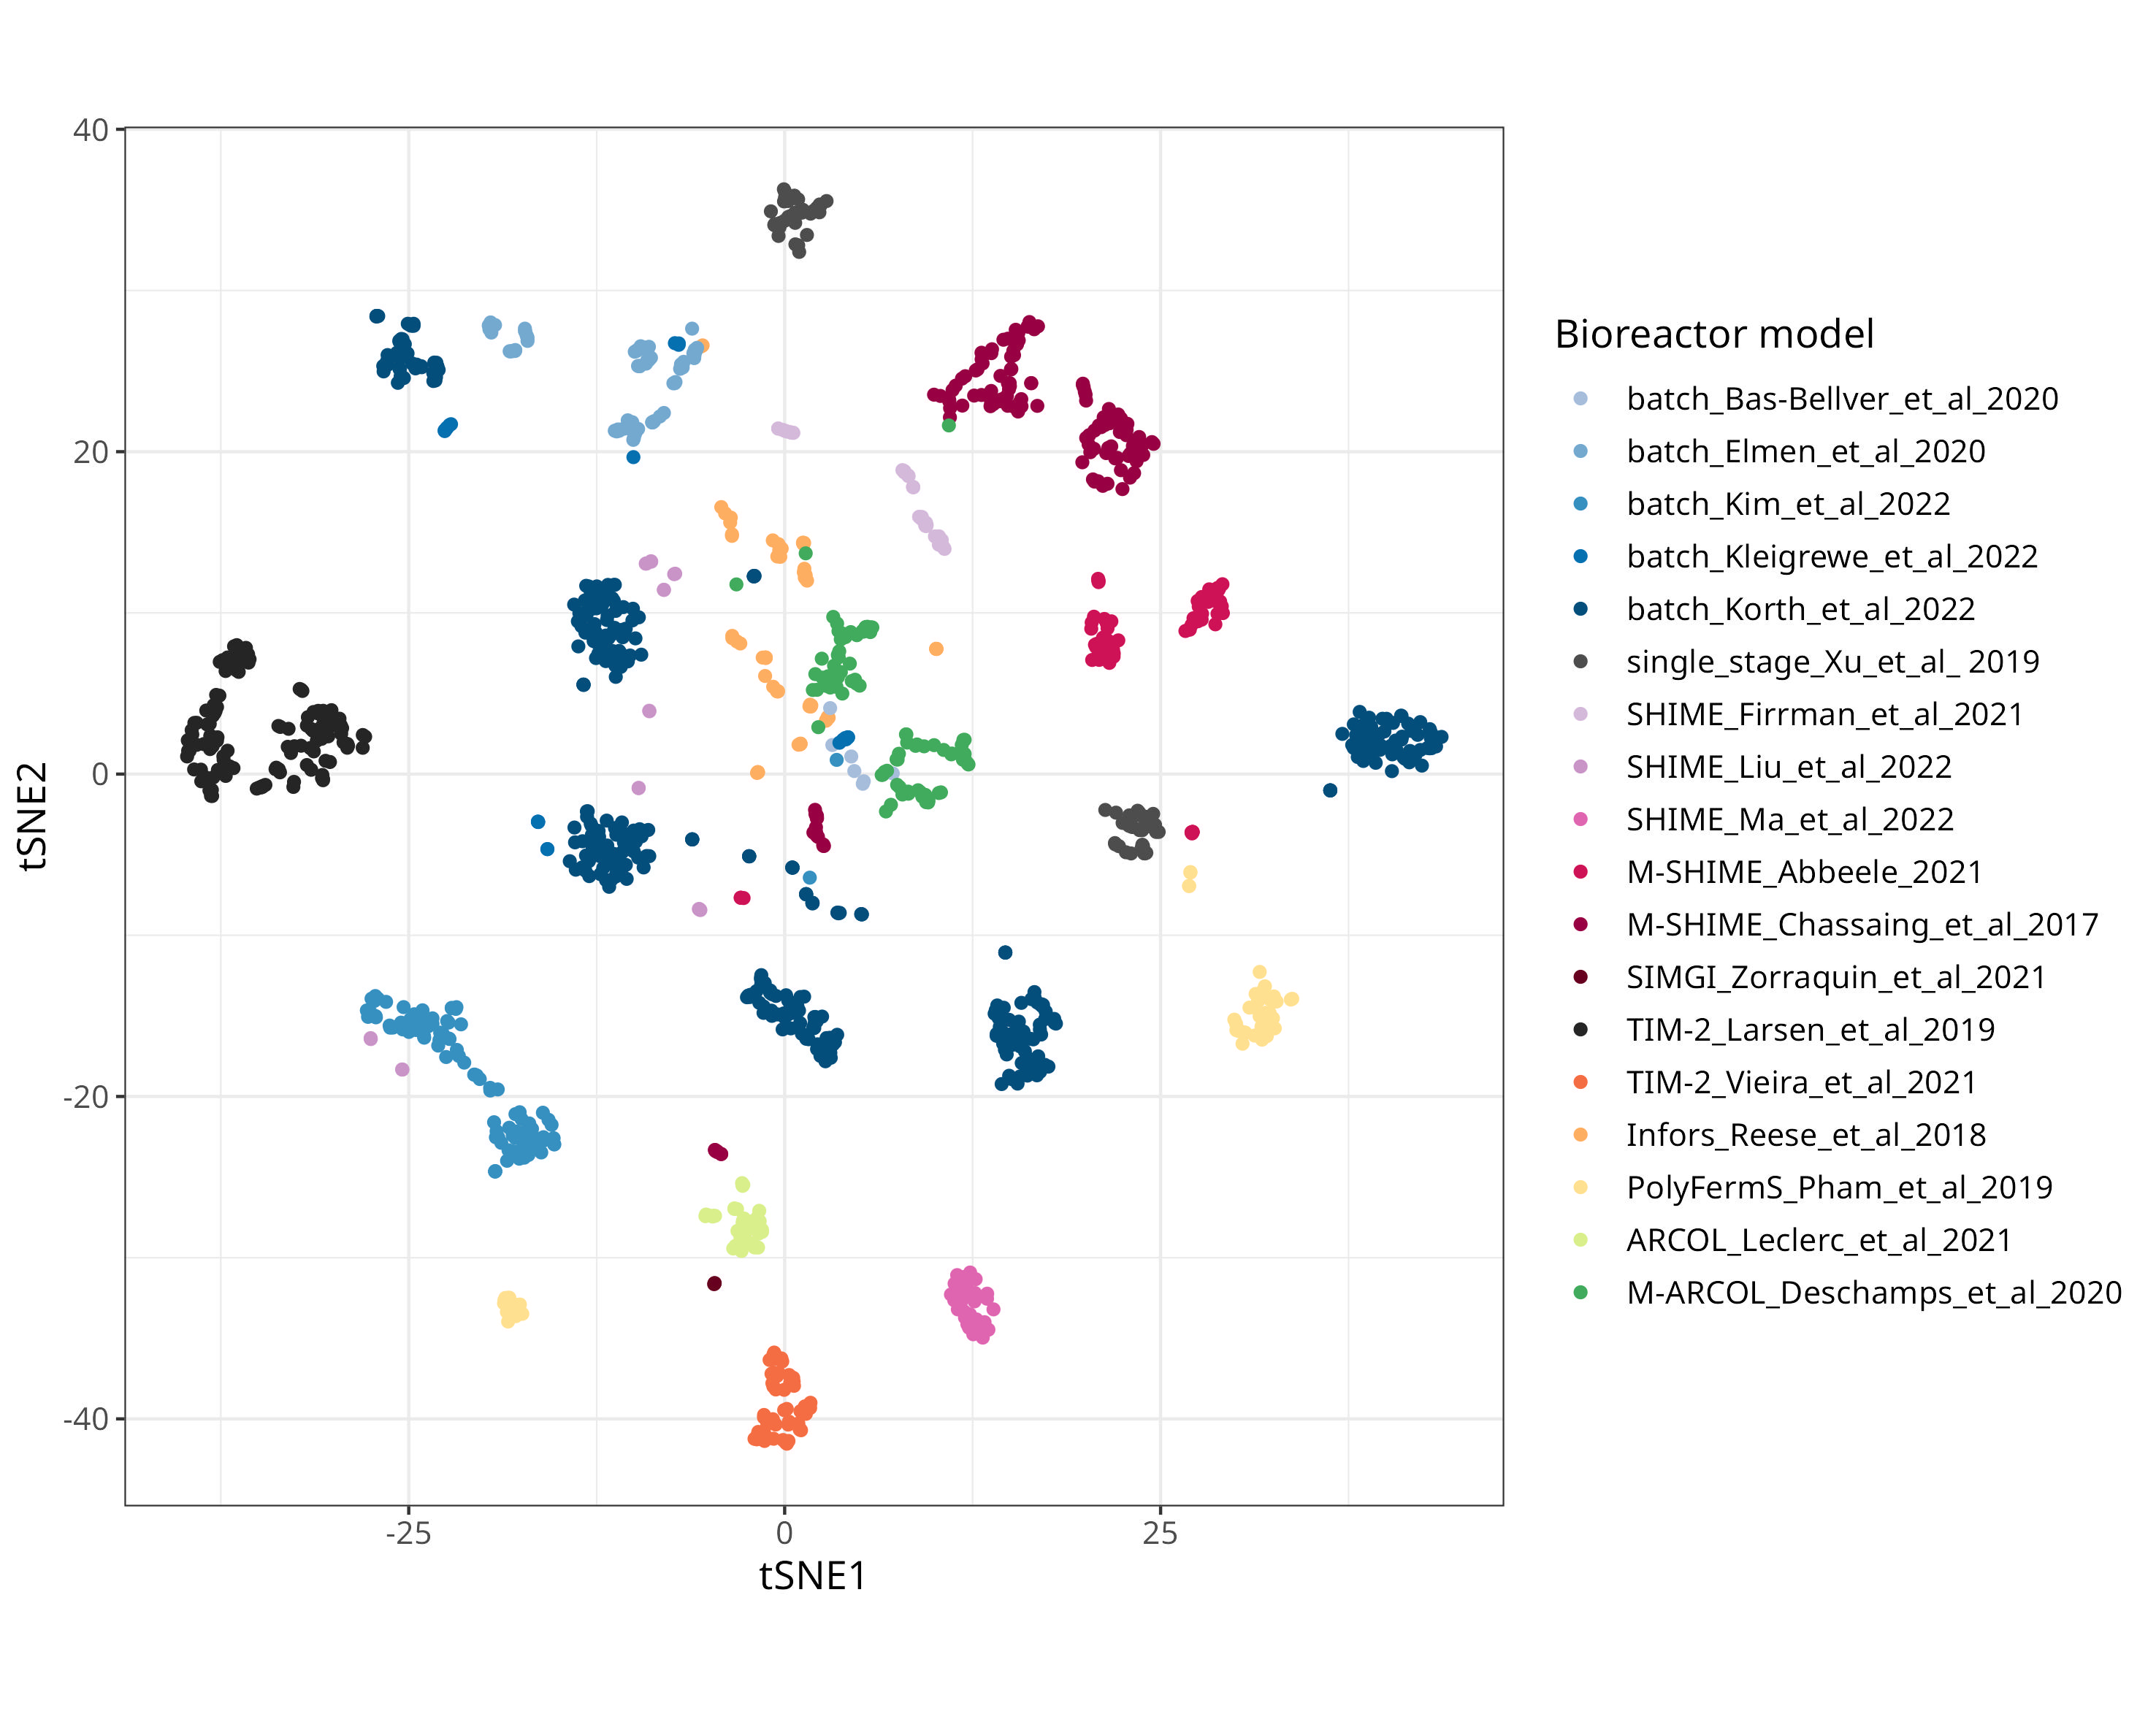 40
20
0
-20
-40
tSNE2
-25
0
25
tSNE1
Bioreactor model
batch_Bas-Bellver_et_al_2020
batch_Elmen_et_al_2020
batch_Kim_et_al_2022
batch_Kleigrewe_et_al_2022
batch_Korth_et_al_2022
single_stage_Xu_et_al_ 2019
SHIME_Firrman_et_al_2021
SHIME_Liu_et_al_2022
SHIME_Ma_et_al_2022
M-SHIME_Abbeele_2021
M-SHIME_Chassaing_et_al_2017
SIMGI_Zorraquin_et_al_2021
TIM-2_Larsen_et_al_2019
TIM-2_Vieira_et_al_2021
Infors_Reese_et_al_2018
PolyFermS_Pham_et_al_2019
ARCOL_Leclerc_et_al_2021
M-ARCOL_Deschamps_et_al_2020